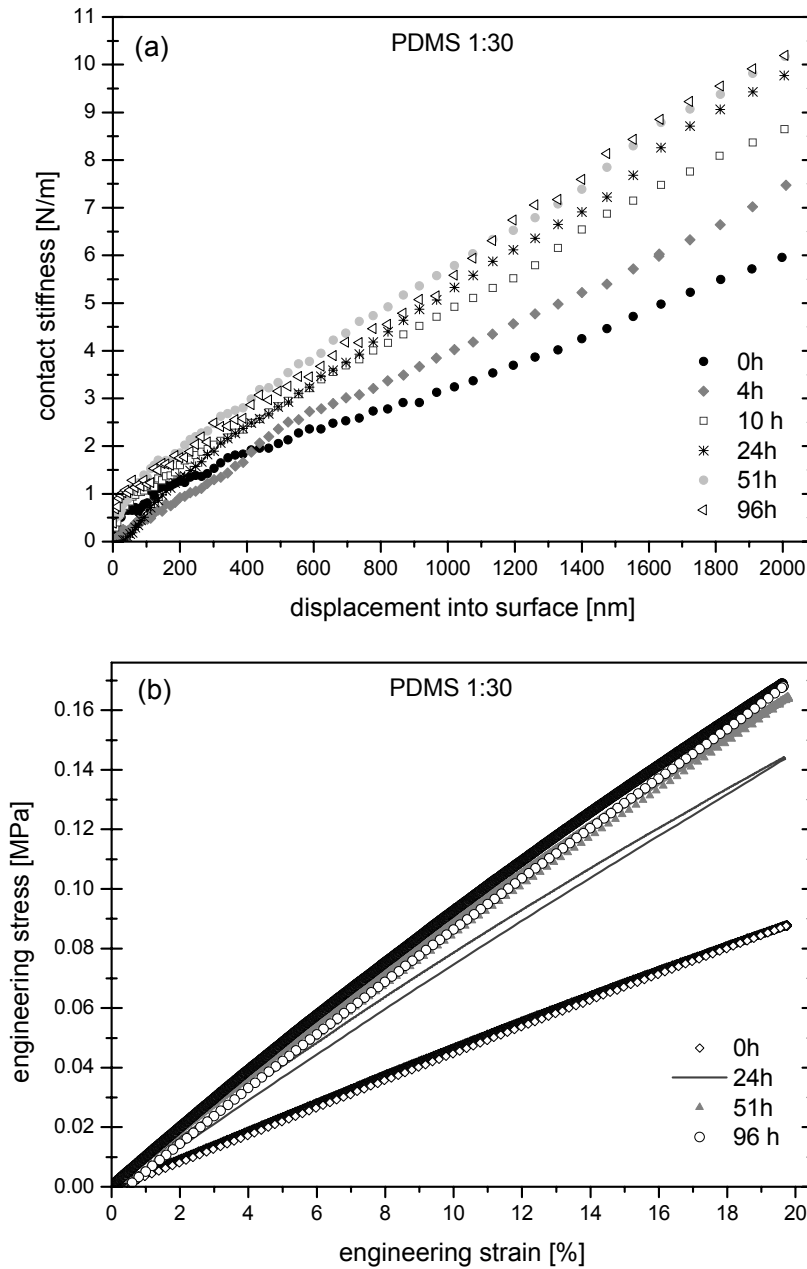 (a)
PDMS 1:30
11
10
9
8
7
6
5
4
3
2
1
0
contact stiffness [N/m]
0h
4h
10 h
24h
51h
96h
0 200 400 600 800 1000 1200 1400 1600 1800 2000
displacement into surface [nm]
(b)
PDMS 1:30
0.16
0.14
0.12
0.10
0.08
0.06
0.04
0.02
0.00
engineering stress [MPa]
0h
24h
51h
96 h
0 2 4 6 8 10 12 14 16 18 20
engineering strain [%]